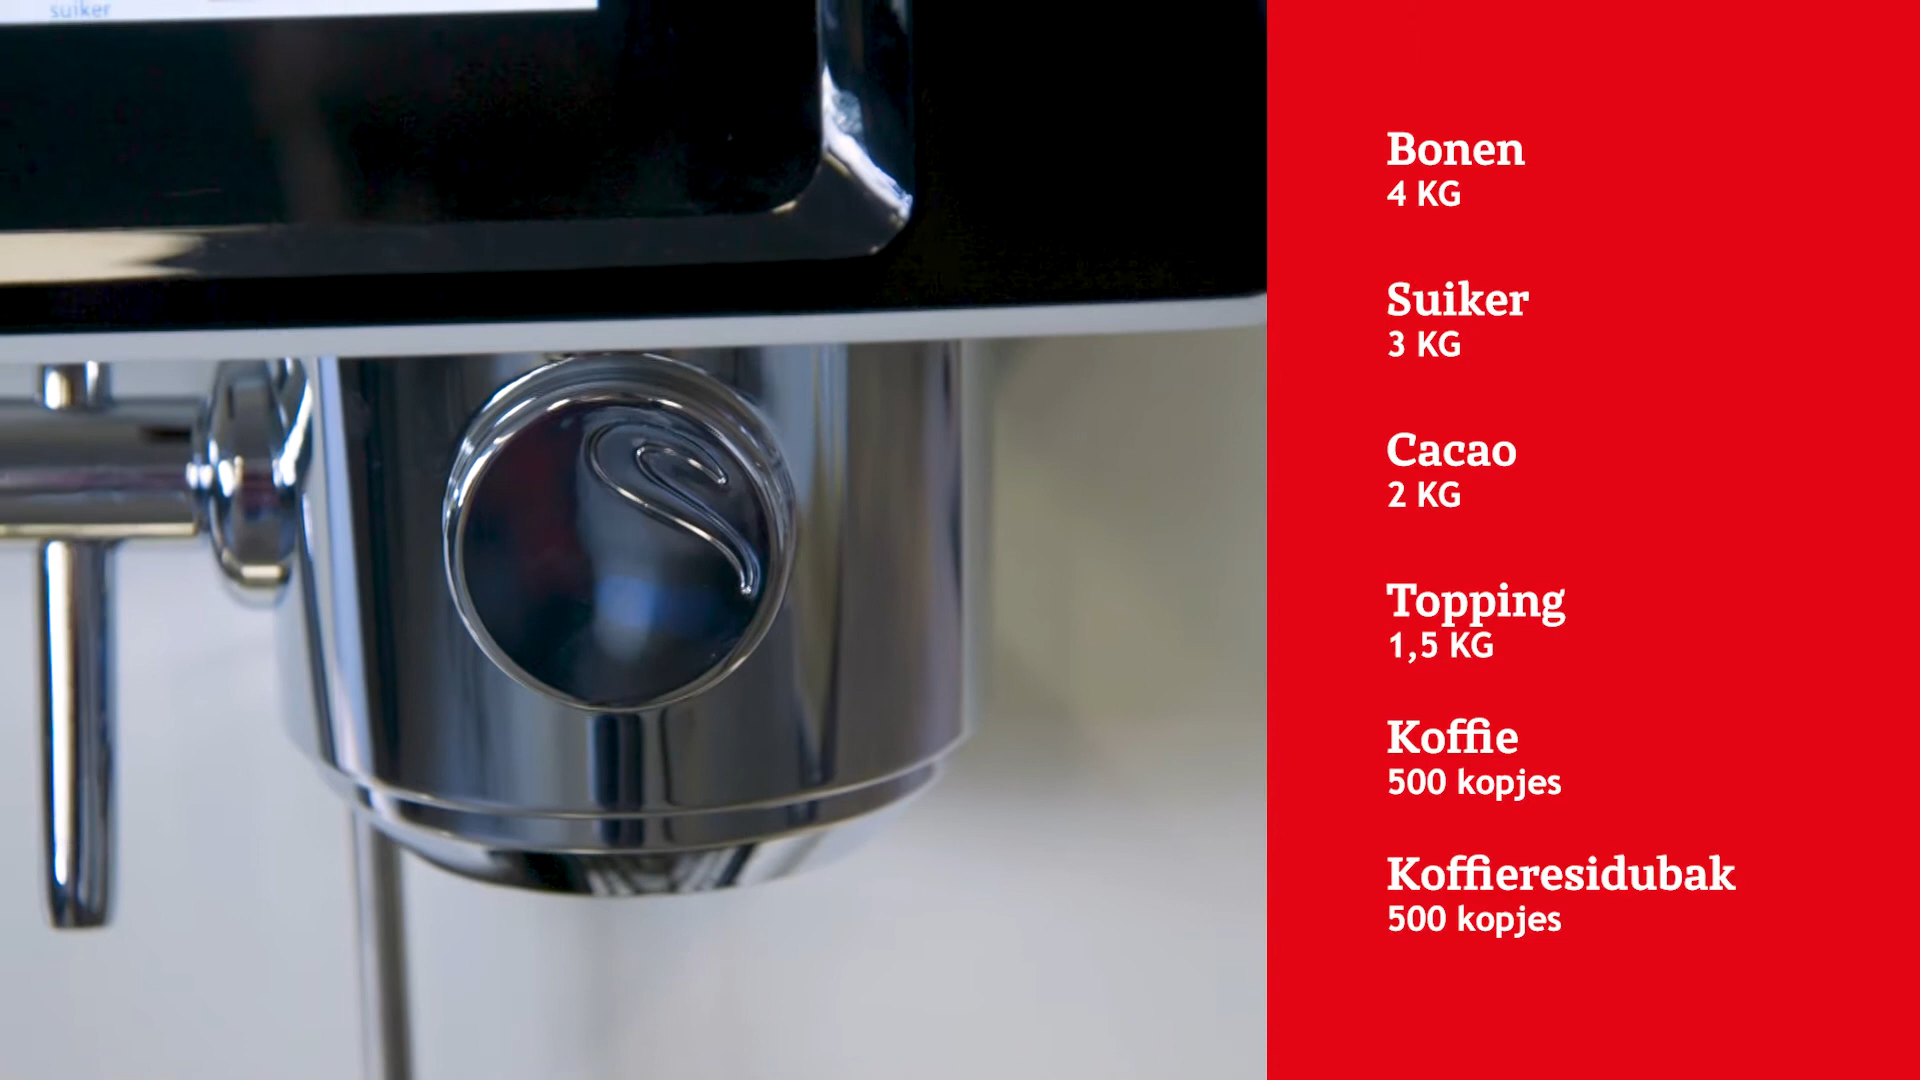 suiker
Bonen
4 KG
Suiker
3 KG
Cacao
2 KG
Topping
1,5 KG
Koffie
500 kopjes
Koffieresidubak
500 kopjes